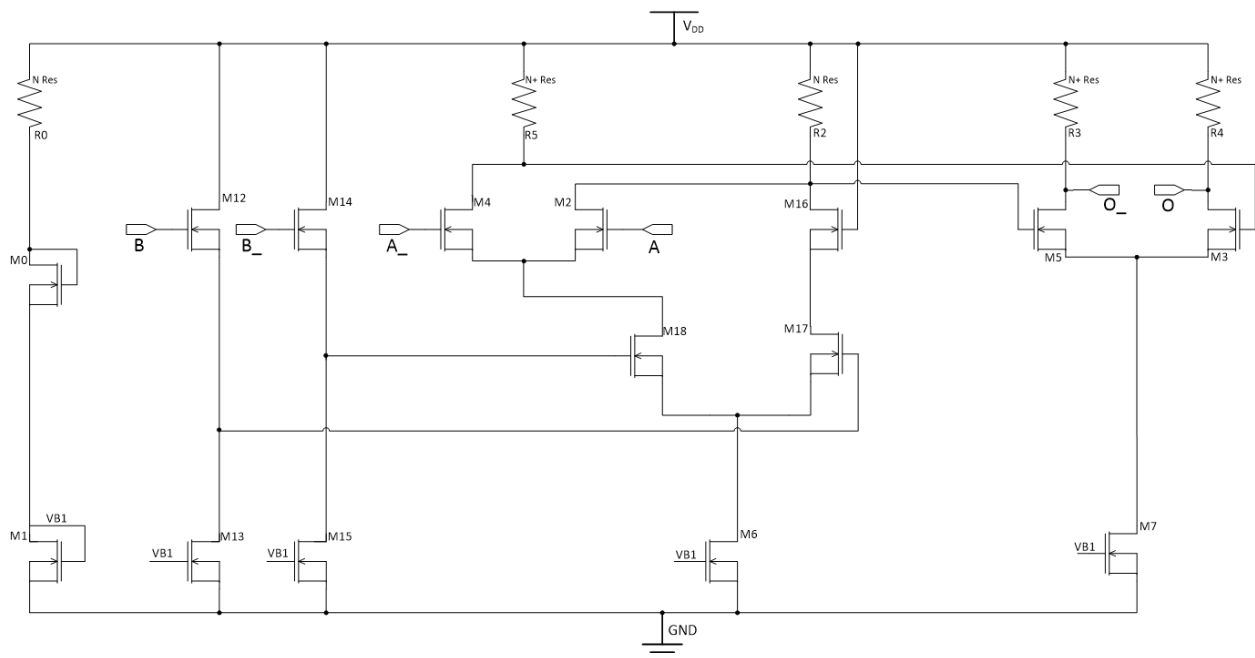 VDD
N Res
R0
N+ Res
R5
N Res
R2
N+ Res
R3
N+ Res
R4
M12
M14
M4
M2
M16
B
B_
A_
A
O_
O
M5
M3
M0
M18
M17
M1
VB1
M13
VB1
M15
VB1
M6
VB1
M7
VB1
GND